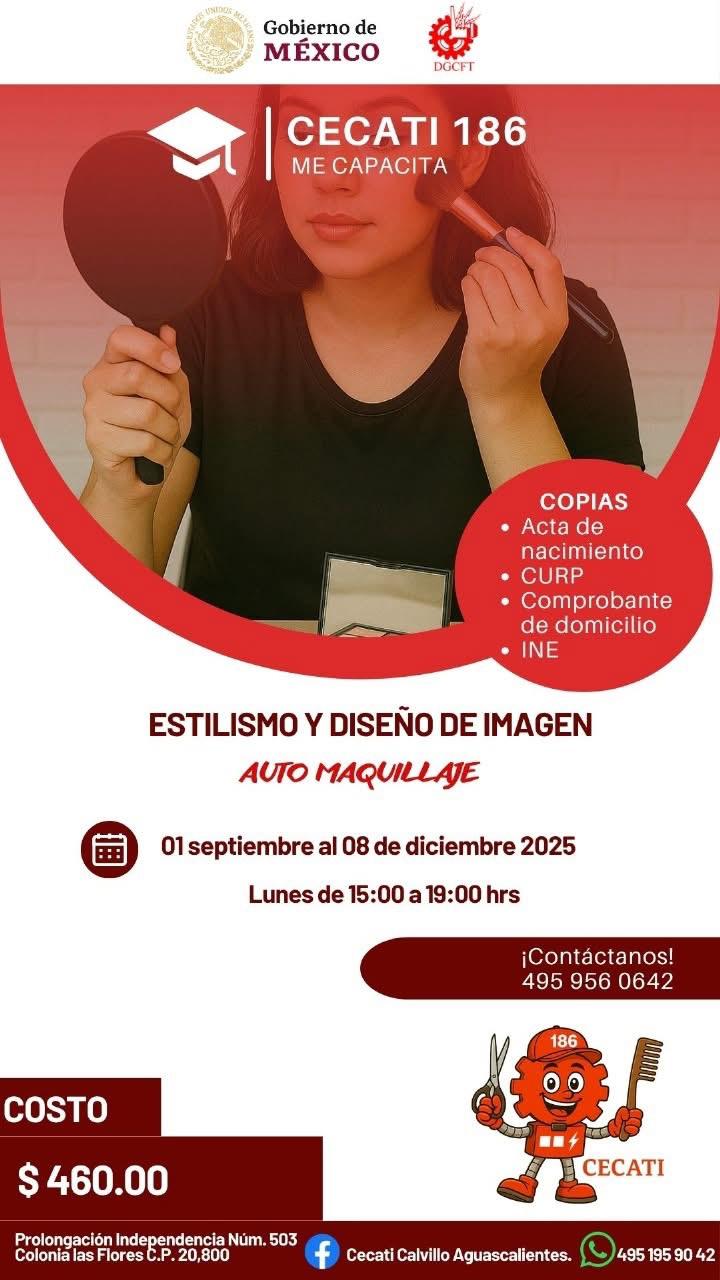 ESTADOS UNIDOS MEXICANOS
Gobierno de
MÉXICO
DGCFT
CECATI 186
ME CAPACITA
COPIAS
• Acta de
nacimiento
• CURP
• Comprobante
de domicilio
• INE
ESTILISMO Y DISEÑO DE IMAGEN
AUTO MAQUILLAJE
01 septiembre al 08 de diciembre 2025
Lunes de 15:00 a 19:00 hrs
¡Contáctanos!
495 956 0642
186
CECATI
COSTO
$ 460.00
Prolongación Independencia Núm. 503
Colonia las Flores C.P. 20,800
Cecati Calvillo Aguascalientes.
495 195 90 42